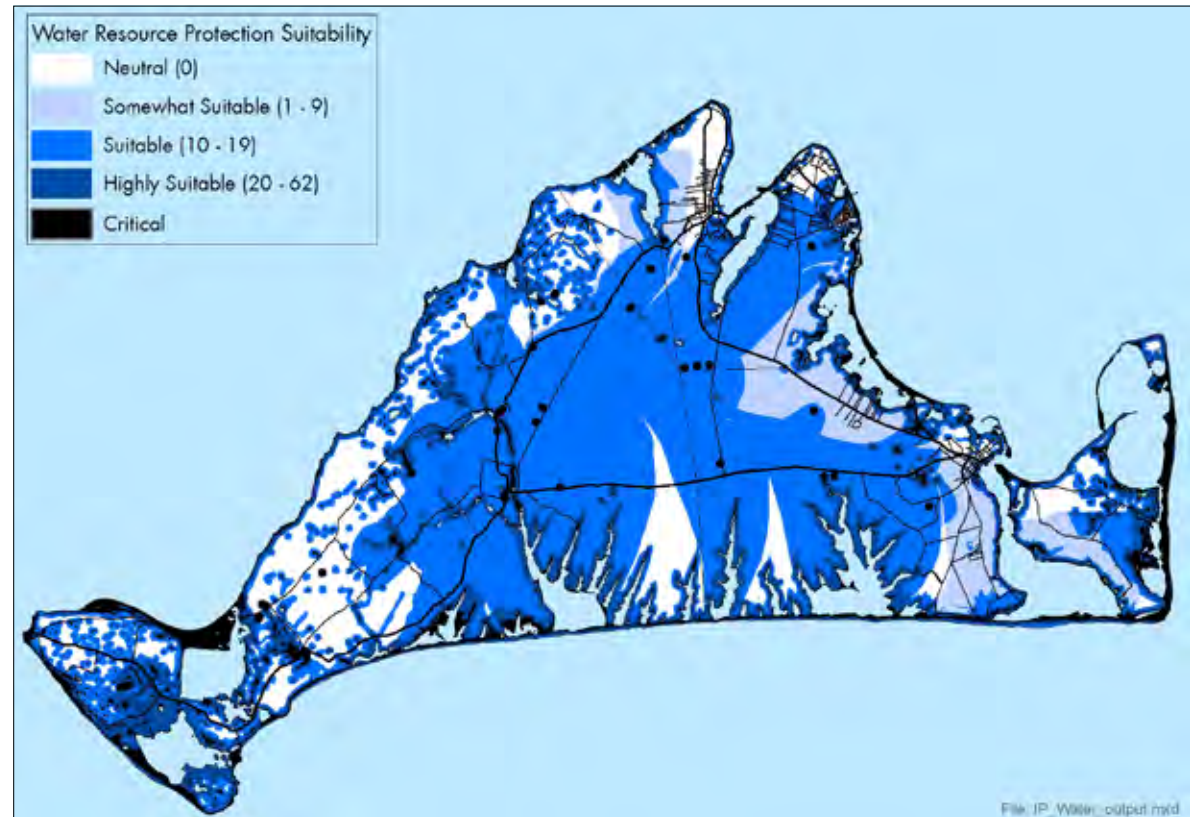 Water Resource Protection Suitability
Neutral (0)
Somewhat Suitable (1 - 9)
Suitable (10 - 19)
Highly Suitable (20 - 62)
Critical
File: IP_Water_output.mxd